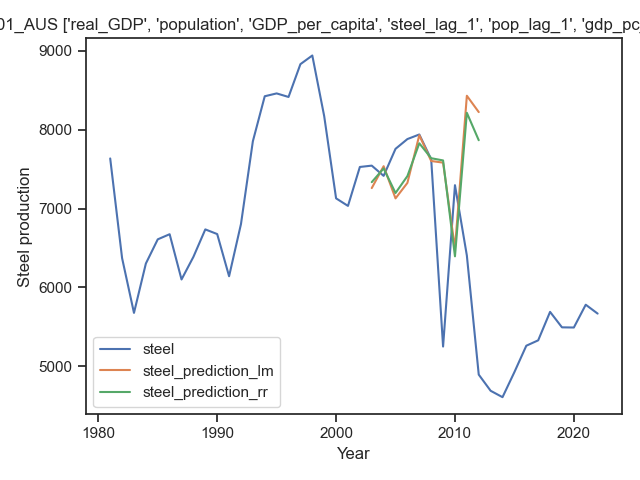 01_AUS ['real_GDP', 'population', 'GDP_per_capita', 'steel_lag_1', 'pop_lag_1', 'gdp_pc_
9000
8000
7000
6000
5000
Steel production
steel
steel_prediction_lm
steel_prediction_rr
1980
1990
2000
2010
2020
Year